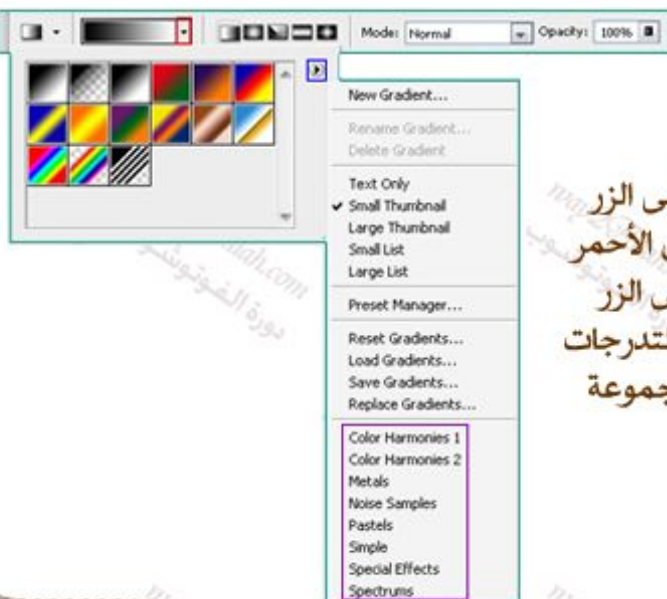 Mode: Normal Opacity: 100%
New Gradient...
Rename Gradient...
Delete Gradient
Text Only
Small Thumbnail
Large Thumbnail
Small List
Large List
Preset Manager...
Reset Gradients...
Load Gradients...
Save Gradients...
Replace Gradients...
Color Harmonies 1
Color Harmonies 2
Metals
Noise Samples
Pastels
Simple
Special Effects
Spectrums
الزر
الأحمر
الزر
دورة الفوتوشوب